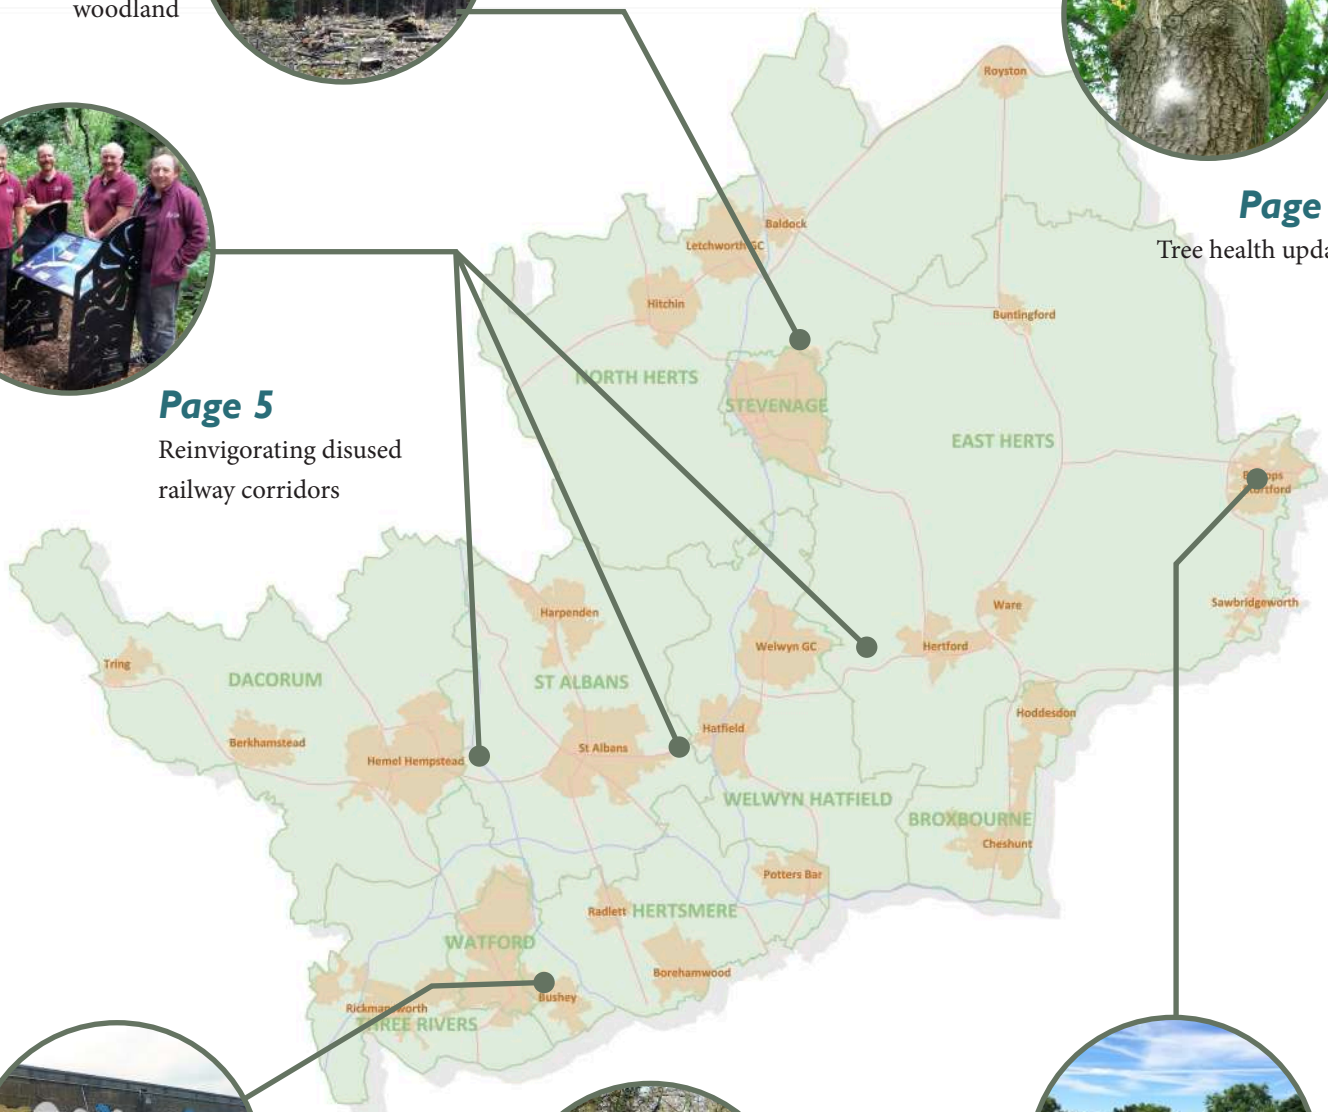 woodland
Royston
Page
Tree health upda
Baldock
Letchworth GC
Hitchin
Buntingford
NORTH HERTS
STEVENAGE
Page 5
Reinvigorating disused
railway corridors
EAST HERTS
Harpenden
Ware
Sawbridgeworth
Tring
Welwyn GC
Hertford
DACORUM
ST ALBANS
Hoddesdon
Berkhamstead
Hatfield
St Albans
Hemel Hempstead
WELWYN HATFIELD
BROXBOURNE
Cheshunt
Potters Bar
Radlett
HERTSMERE
WATFORD
Borehamwood
Bushey
Rickmansworth
THREE RIVERS